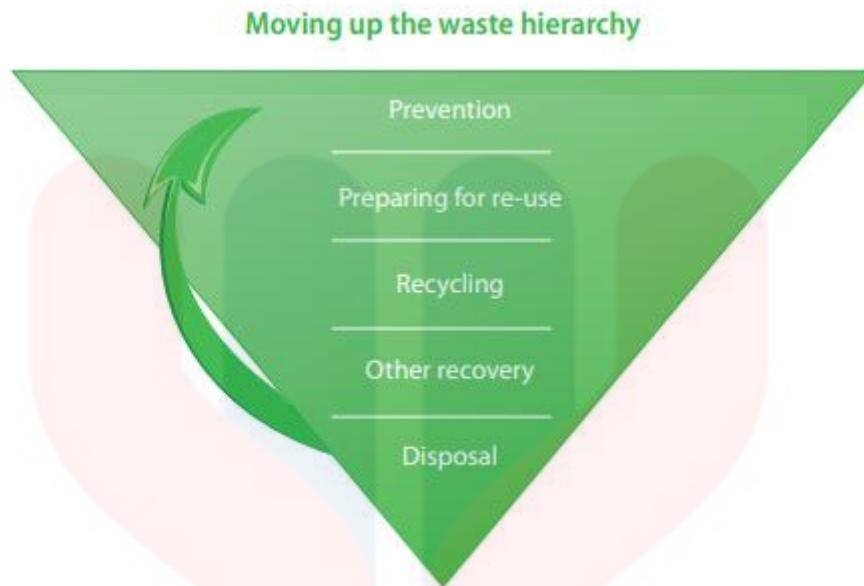 Moving up the waste hierarchy
Prevention
Preparing for re-use
Recycling
Other recovery
Disposal